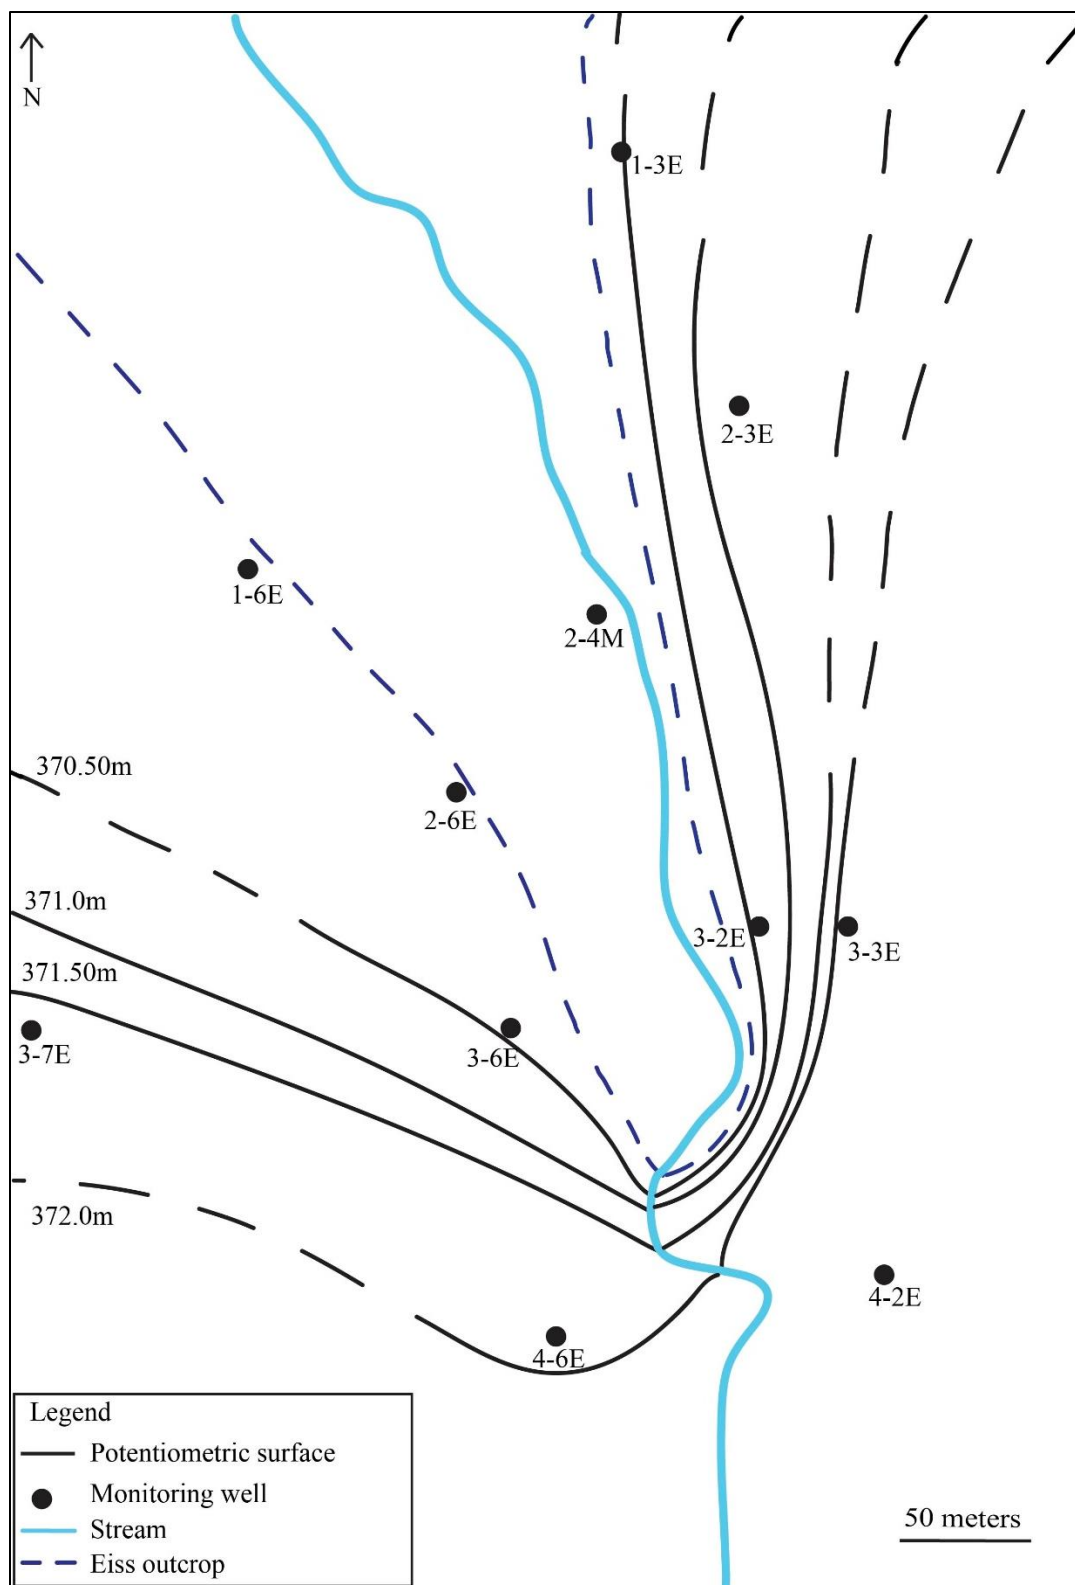 N
1-3E
2-3E
1-6E
2-4M
370.50m
2-6E
371.0m
3-2E
3-3E
371.50m
3-7E
3-6E
372.0m
4-2E
4-6E
Legend
Potentiometric surface
Monitoring well
Stream
Eiss outcrop
50 meters